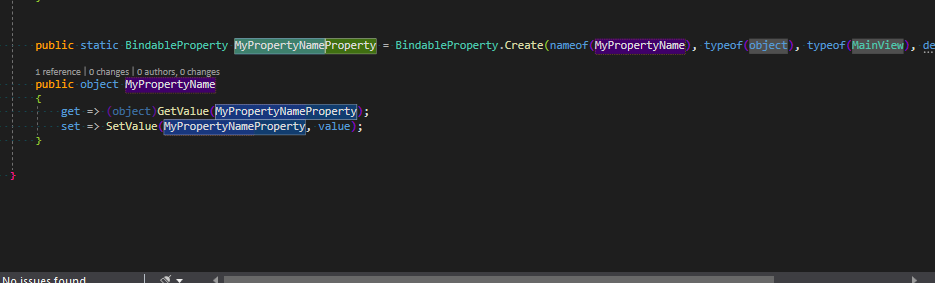 public static BindableProperty MyPropertyNameProperty = BindableProperty.Create(nameof(MyPropertyName), typeof(object), typeof(MainView), de
1 reference | 0 changes | 0 authors, 0 changes
public object MyPropertyName
{
get => (object)GetValue(MyPropertyNameProperty);
set => SetValue(MyPropertyNameProperty, value);
}
}
No issues found